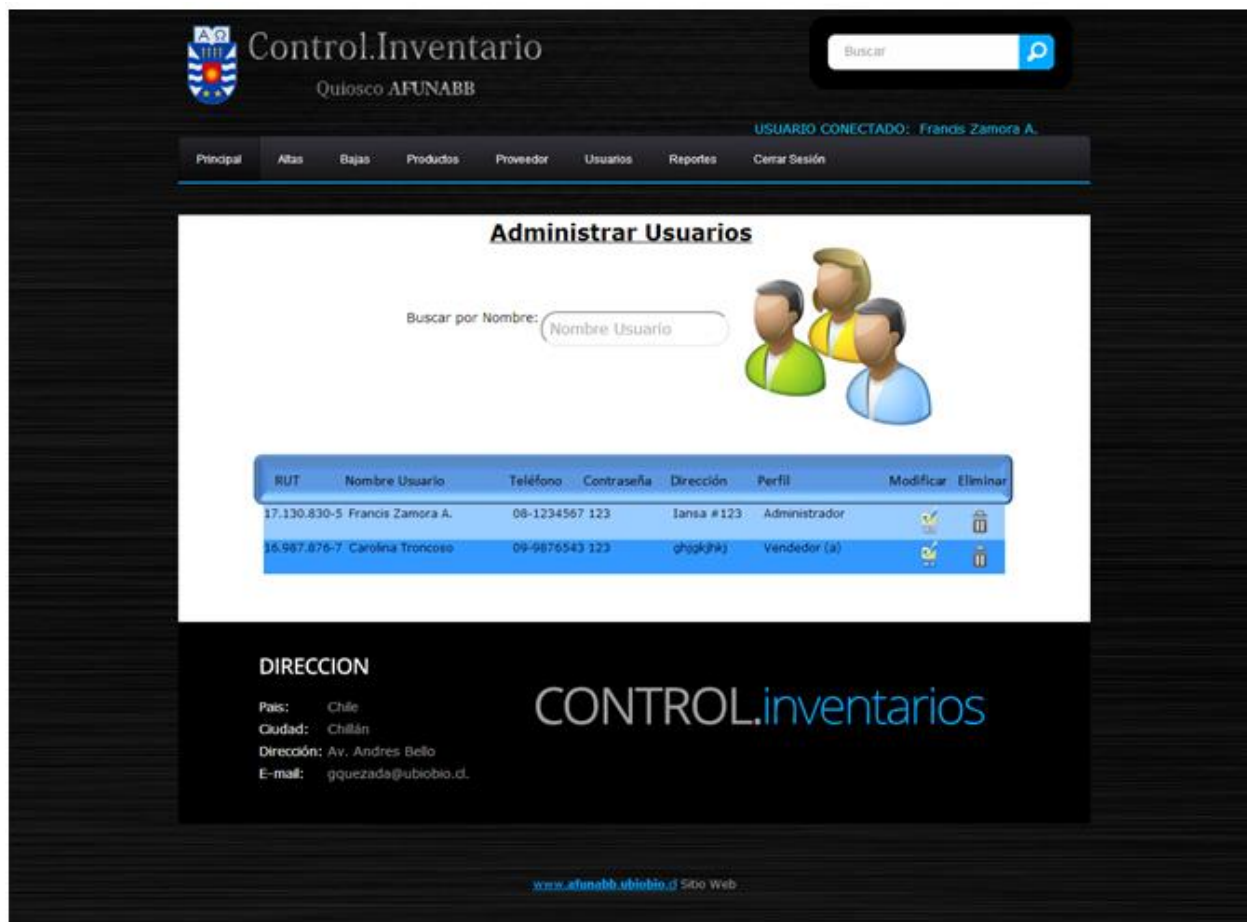 ΑΩ
Control.Inventario
Quiosco AFUNABB
Buscar
USUARIO CONECTADO: Francis Zamora A.
Principal Altas Bajas Productos Proveedor Usuarios Reportes Cerrar Sesión
Administrar Usuarios
Buscar por Nombre: Nombre Usuario
RUT Nombre Usuario Teléfono Contraseña Dirección Perfil Modificar Eliminar
17.130.830-5 Francis Zamora A. 08-1234567 123 Iansa #123 Administrador
16.987.876-7 Carolina Troncoso 09-9876543 123 ghjgkjhkj Vendedor (a)
DIRECCION
Pais: Chile
Ciudad: Chillán
Dirección: Av. Andres Bello
E-mail: gquezada@ubiobio.cl.
CONTROL.inventarios
www.afunabb.ubiobio.cl Sitio Web